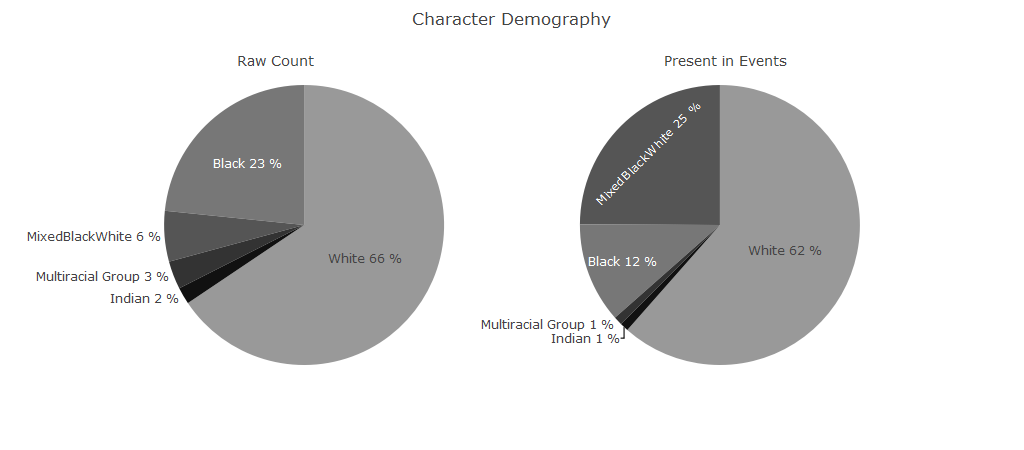 Character Demography
Raw Count
Black 23 %
MixedBlackWhite 6 %
White 66 %
Multiracial Group 3 %
Indian 2 %
Present in Events
MixedBlackWhite 25 %
White 62 %
Black 12 %
Multiracial Group 1 %
Indian 1 %